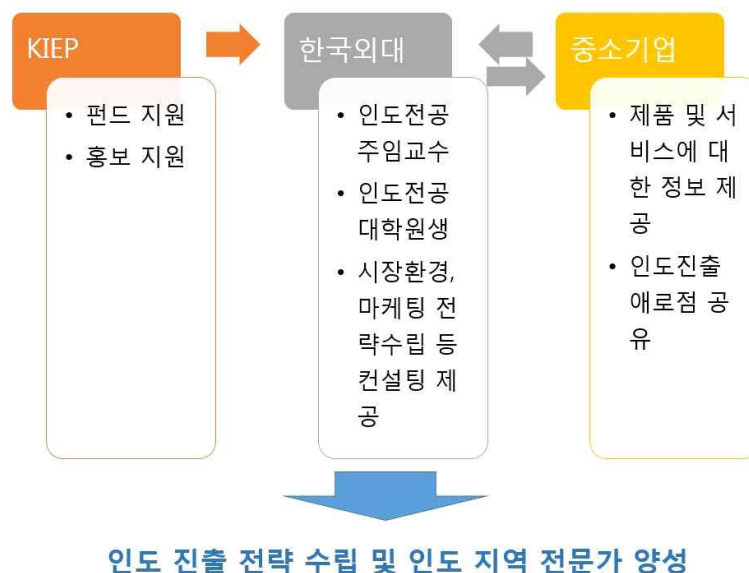 KIEP
• 펀드 지원
• 홍보 지원
한국외대
• 인도전공
주임교수
• 인도전공
대학원생
• 시장환경,
마케팅 전
략수립 등
컨설팅 제
공
중소기업
• 제품 및 서
비스에 대
한 정보 제
공
• 인도진출
애로점 공
유
인도 진출 전략 수립 및 인도 지역 전문가 양성